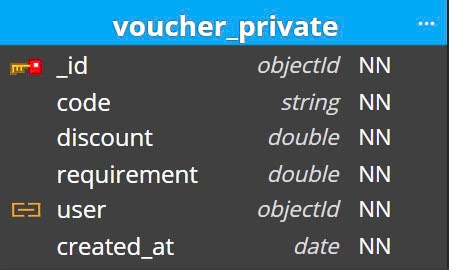 voucher_private ...
_id objectId NN
code string NN
discount double NN
requirement double NN
user objectId NN
created_at date NN